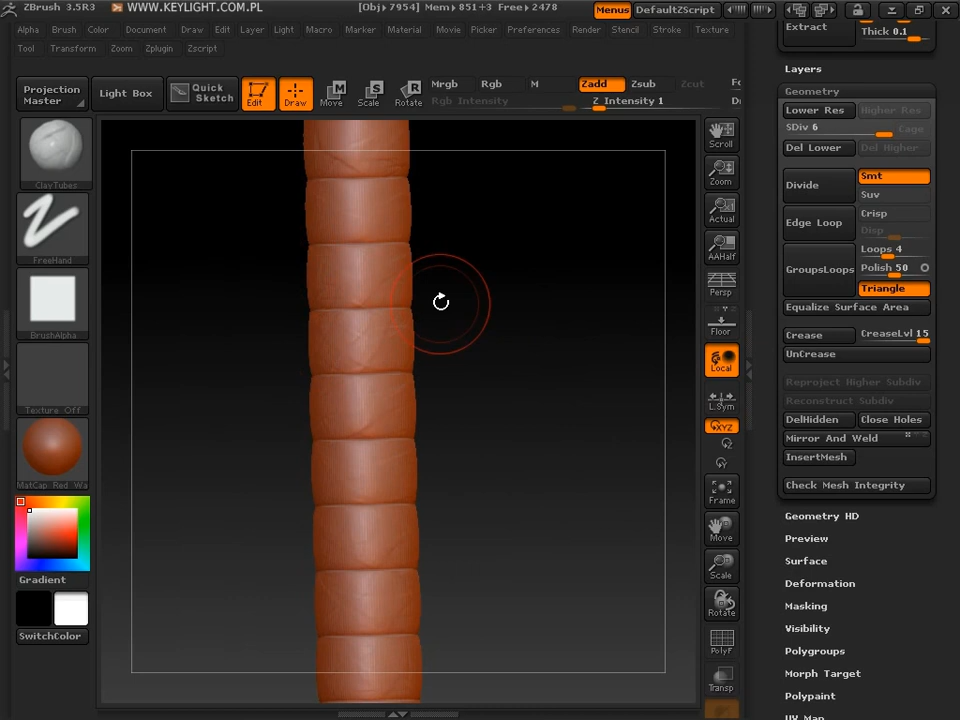 ZBrush 3.5R3 WWW.KEYLIGHT.COM.PL [Obj▸7954] Mem▸851+3 Free▸2478 Menus DefaultZScript
Alpha Brush Color Document Draw Edit Layer Light Macro Marker Material Movie Picker Preferences Render Stencil Stroke Texture
Tool Transform Zoom Zplugin Zscript
Projection Master
Light Box
Quick Sketch
Edit
Draw
Move
Scale
Rotate
Mrgb Rgb M Zadd Zsub Zcut
Rgb Intensity Z Intensity 1
ClayTubes
FreeHand
BrushAlpha
Texture Off
MatCap Red Wa
Gradient
SwitchColor
Scroll
Zoom
Actual
AAHalf
Persp
Floor
Local
L.Sym
XYZ
Z
Y
Frame
Move
Scale
Rotate
PolyF
Transp
Extract
Thick 0.1
Layers
Geometry
Lower Res Higher Res
SDiv 6 Cage
Del Lower Del Higher
Divide Smt
Suv
Edge Loop Crisp
Disp
Loops 4
GroupsLoops Polish 50
Triangle
Equalize Surface Area
Crease CreaseLvl 15
UnCrease
Reproject Higher Subdiv
Reconstruct Subdiv
DelHidden Close Holes
Mirror And Weld
InsertMesh
Check Mesh Integrity
Geometry HD
Preview
Surface
Deformation
Masking
Visibility
Polygroups
Morph Target
Polypaint
UV Map